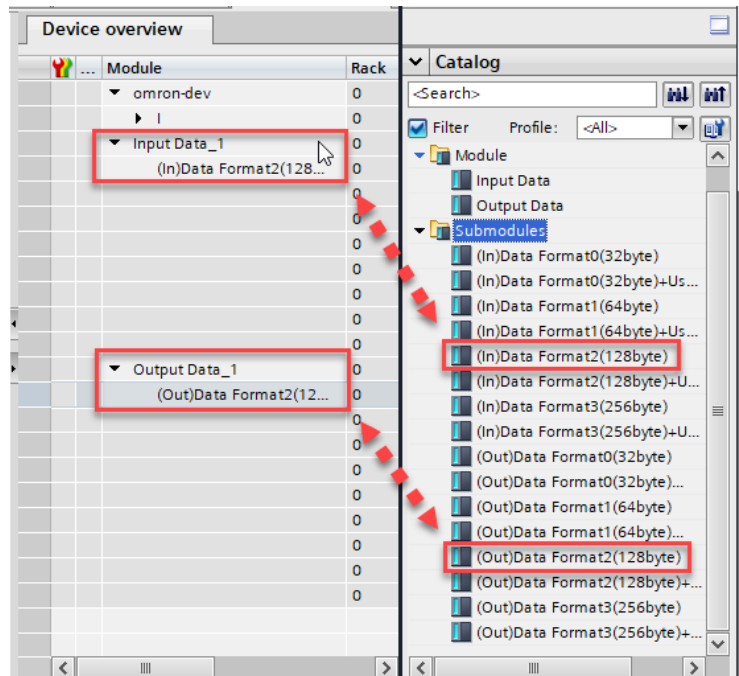 Device overview
... Module Rack
omron-dev 0
I 0
Input Data_1 0
(In)Data Format2(128... 0
0
0
0
0
0
0
0
Output Data_1 0
(Out)Data Format2(12... 0
0
0
0
0
0
0
0
0
Catalog
<Search>
Filter Profile: <All>
Module
Input Data
Output Data
Submodules
(In)Data Format0(32byte)
(In)Data Format0(32byte)+Us...
(In)Data Format1(64byte)
(In)Data Format1(64byte)+Us...
(In)Data Format2(128byte)
(In)Data Format2(128byte)+U...
(In)Data Format3(256byte)
(In)Data Format3(256byte)+U...
(Out)Data Format0(32byte)
(Out)Data Format0(32byte)...
(Out)Data Format1(64byte)
(Out)Data Format1(64byte)...
(Out)Data Format2(128byte)
(Out)Data Format2(128byte)+...
(Out)Data Format3(256byte)
(Out)Data Format3(256byte)+...